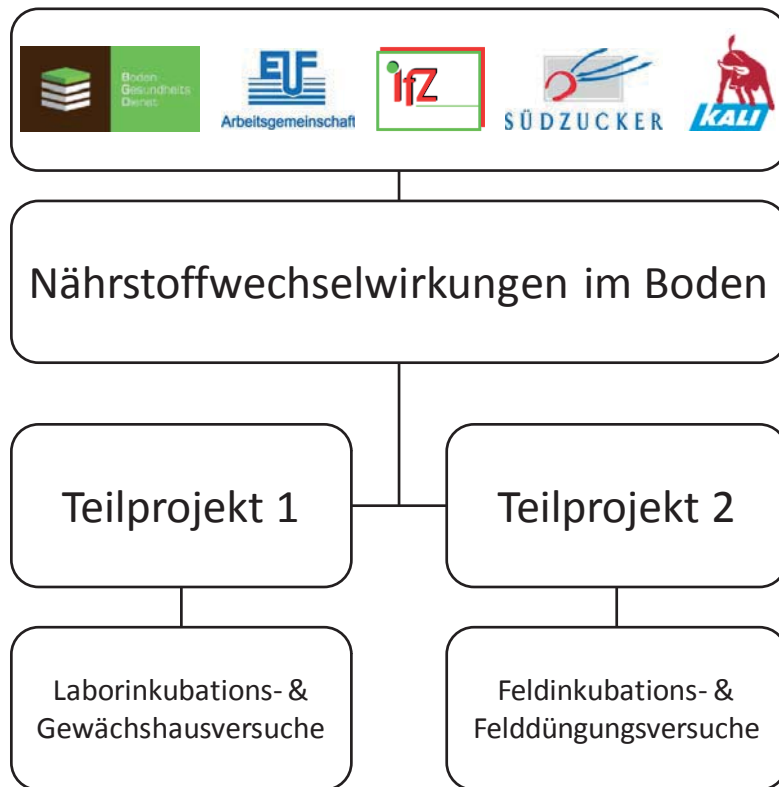 Boden
Gesundheits
Dienst
EUF
Arbeitsgemeinschaft
ifZ
SÜDZUCKER
KALI
Nährstoffwechselwirkungen im Boden
Teilprojekt 1
Teilprojekt 2
Laborinkubations- &
Gewächshausversuche
Feldinkubations- &
Felddüngungsversuche